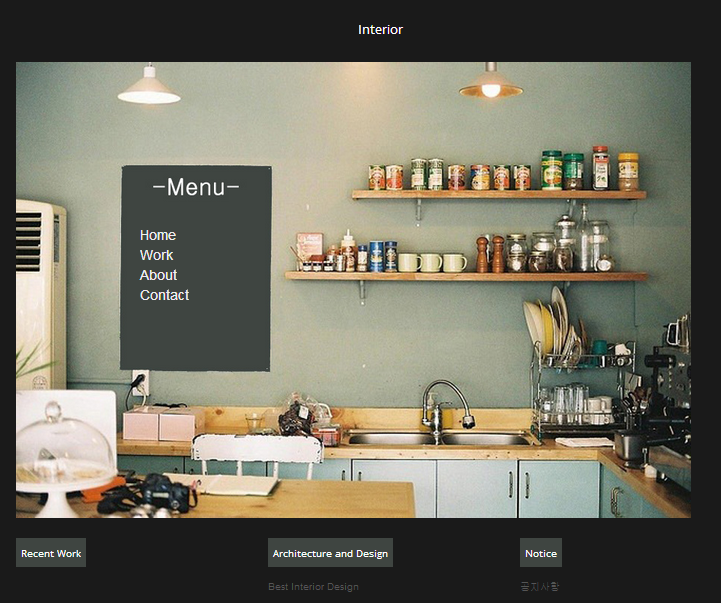 Interior
-Menu-
Home
Work
About
Contact
Recent Work
Architecture and Design
Notice
Best Interior Design
공지사항